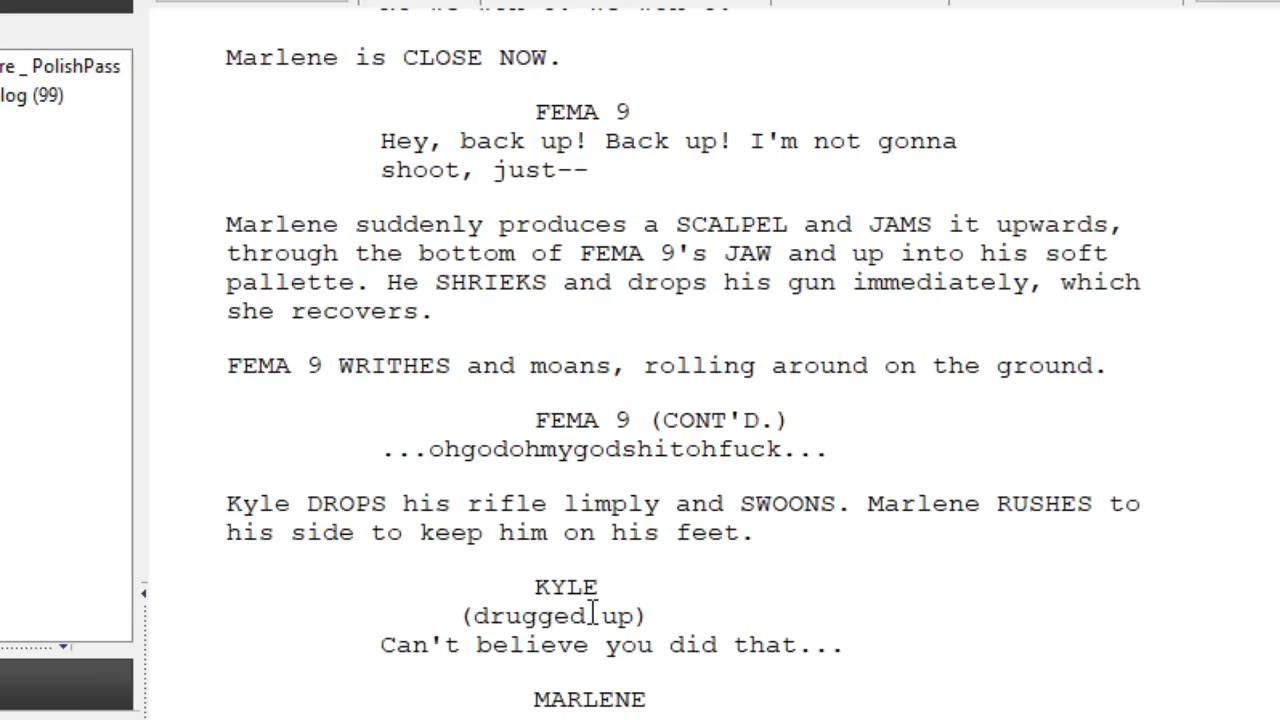 re _ PolishPass
log (99)
Marlene is CLOSE NOW.
FEMA 9
Hey, back up! Back up! I'm not gonna
shoot, just--
Marlene suddenly produces a SCALPEL and JAMS it upwards,
through the bottom of FEMA 9's JAW and up into his soft
pallette. He SHRIEKS and drops his gun immediately, which
she recovers.
FEMA 9 WRITHES and moans, rolling around on the ground.
FEMA 9 (CONT'D.)
...ohgodohmygodshitohfuck...
Kyle DROPS his rifle limply and SWOONS. Marlene RUSHES to
his side to keep him on his feet.
KYLE
(drugged up)
Can't believe you did that...
MARLENE